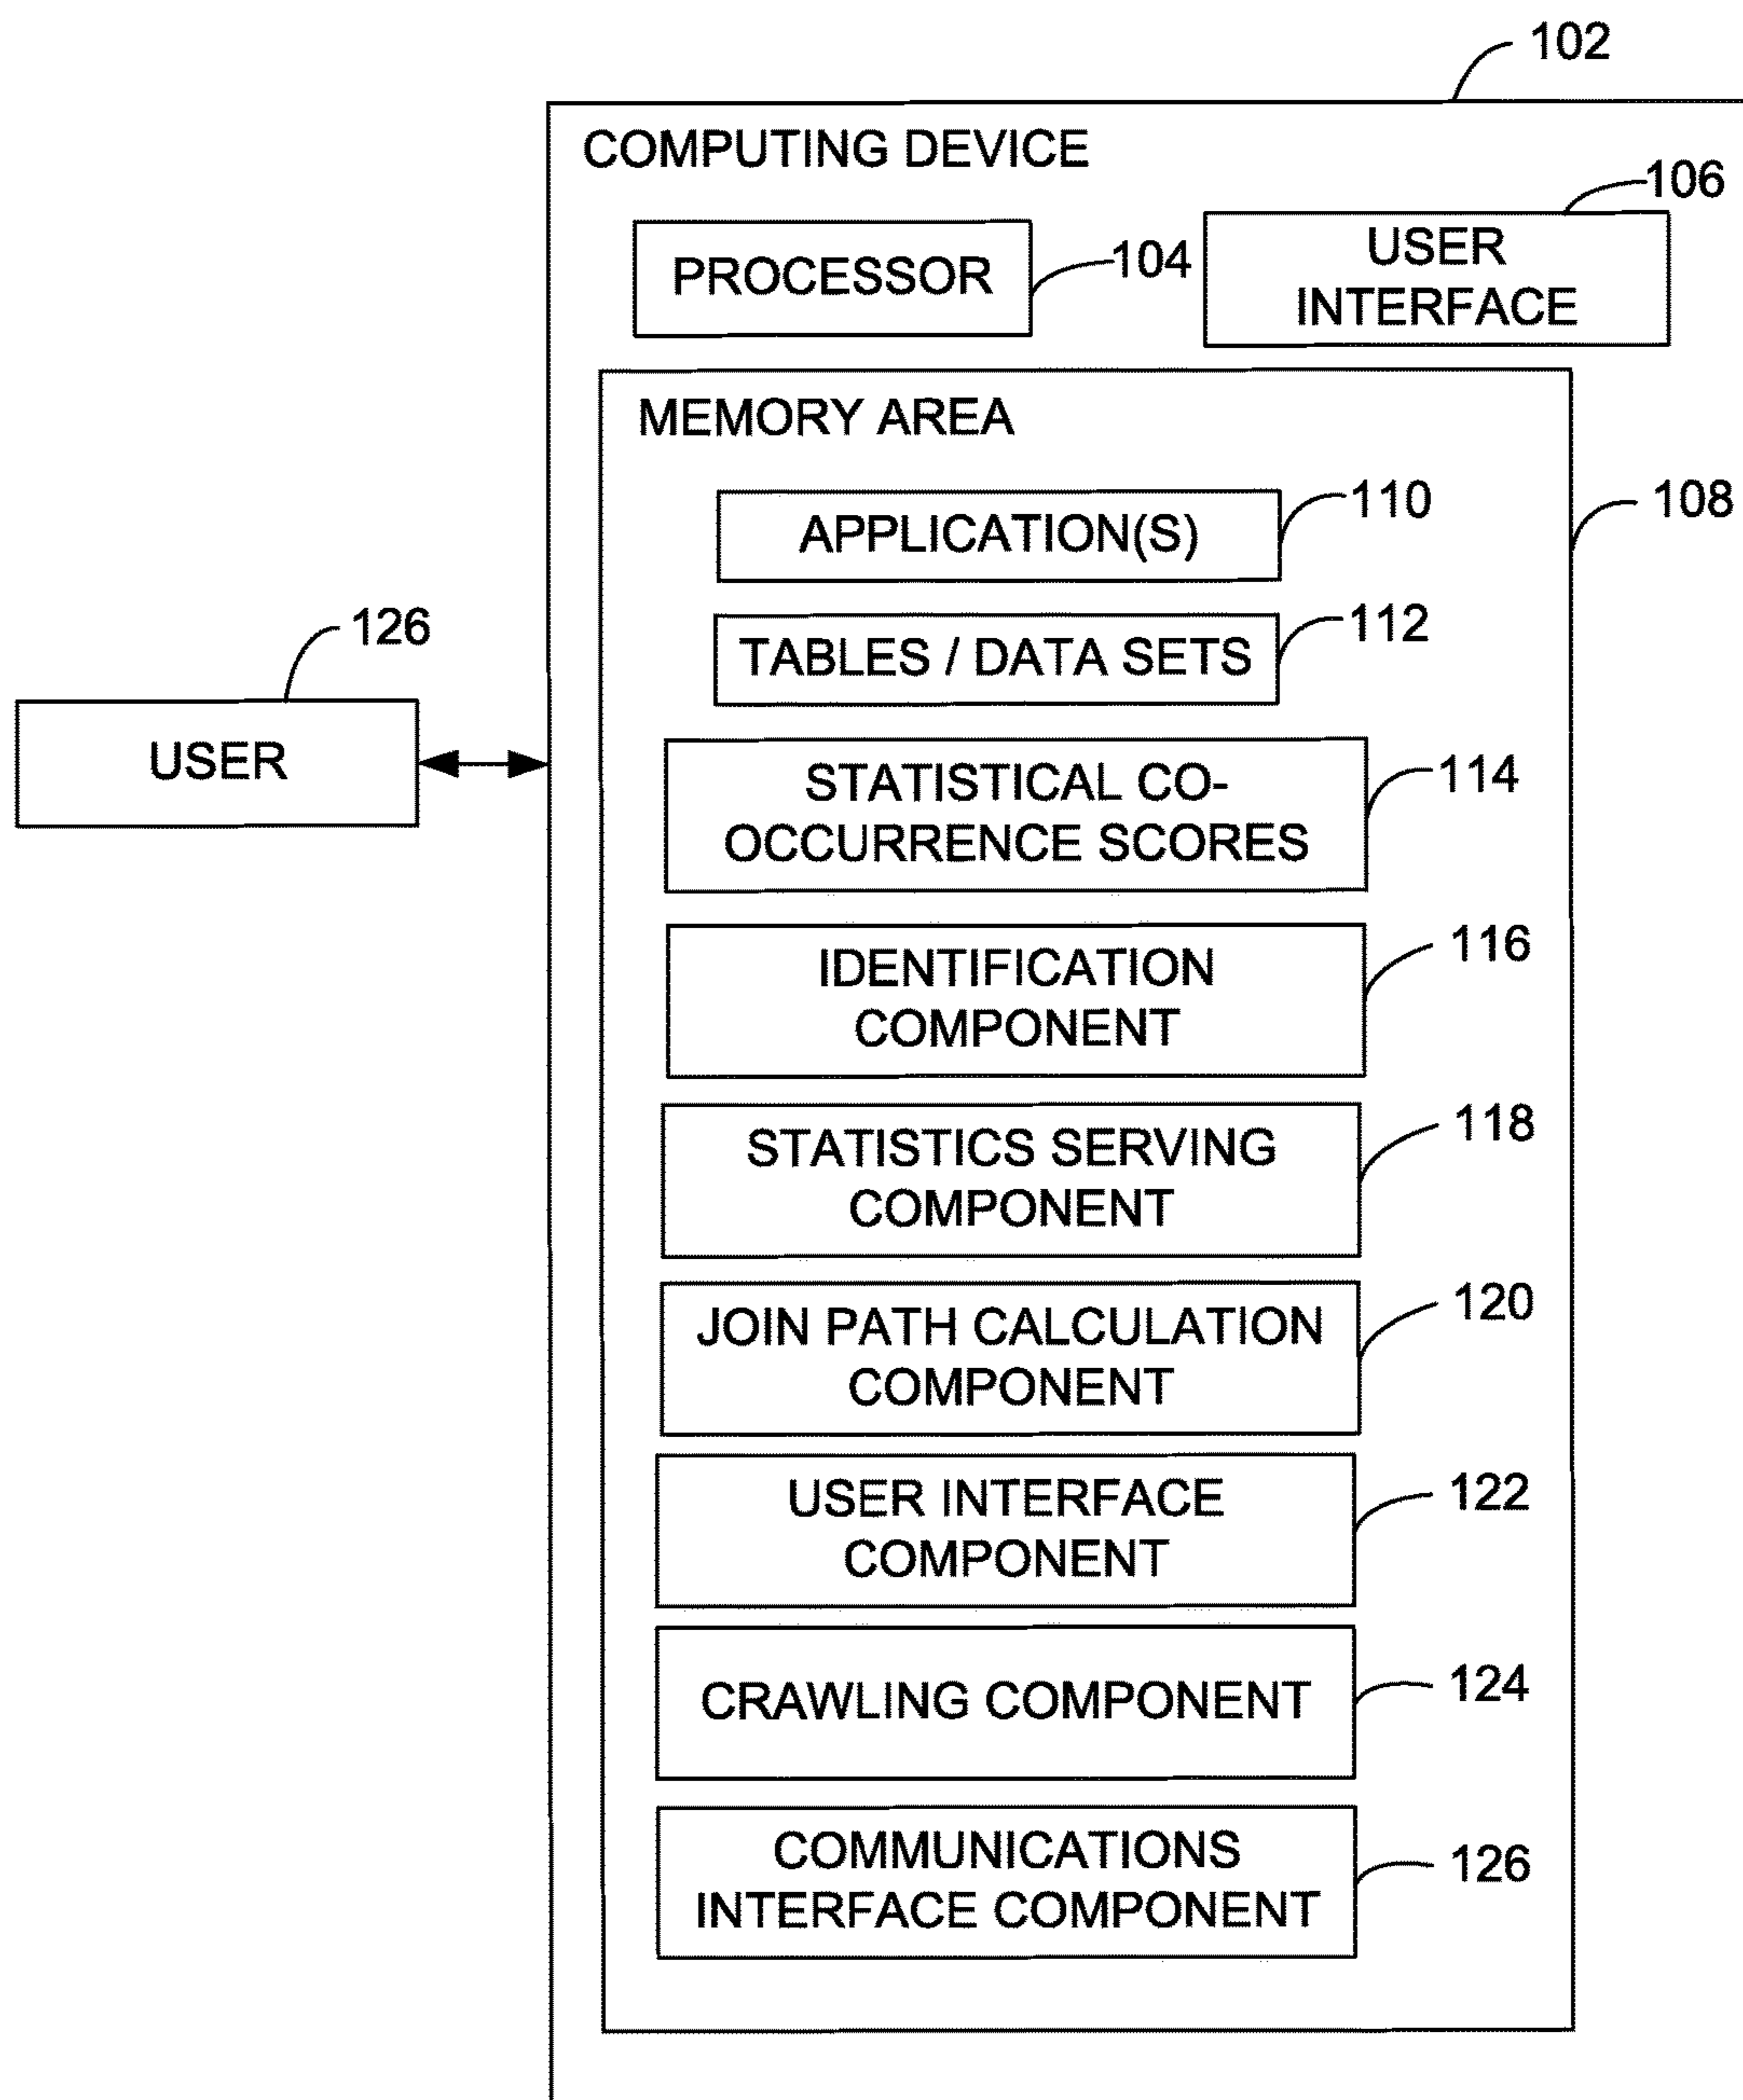 102
COMPUTING DEVICE
106
PROCESSOR
104
USER
INTERFACE
MEMORY AREA
108
APPLICATION(S)
110
TABLES / DATA SETS
112
126
USER
STATISTICAL CO-
OCCURRENCE SCORES
114
IDENTIFICATION
COMPONENT
116
STATISTICS SERVING
COMPONENT
118
JOIN PATH CALCULATION
COMPONENT
120
USER INTERFACE
COMPONENT
122
CRAWLING COMPONENT
124
COMMUNICATIONS
INTERFACE COMPONENT
126